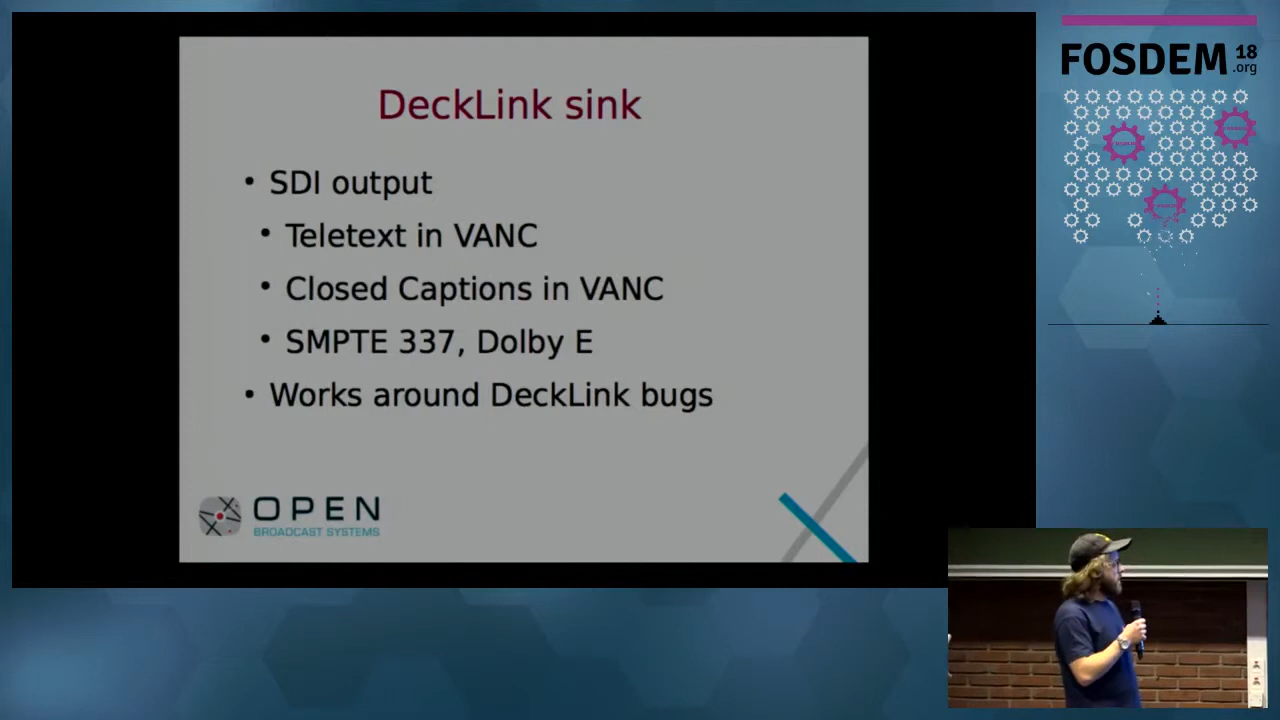 DeckLink sink
• SDI output
• Teletext in VANC
• Closed Captions in VANC
• SMPTE 337, Dolby E
• Works around DeckLink bugs
OPEN
BROADCAST SYSTEMS
FOSDEM 18
.org